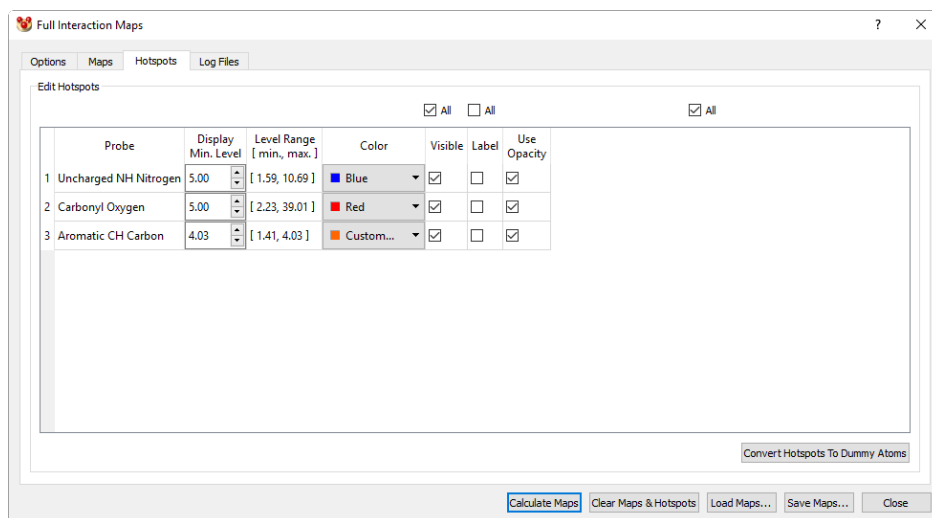 Full Interaction Maps ? ×
Options Maps Hotspots Log Files
Edit Hotspots
All All All
Probe Display Min. Level Level Range [ min., max. ] Color Visible Label Use Opacity
1 Uncharged NH Nitrogen 5.00 [ 1.59, 10.69 ] Blue
2 Carbonyl Oxygen 5.00 [ 2.23, 39.01 ] Red
3 Aromatic CH Carbon 4.03 [ 1.41, 4.03 ] Custom...
Convert Hotspots To Dummy Atoms
Calculate Maps Clear Maps & Hotspots Load Maps... Save Maps... Close